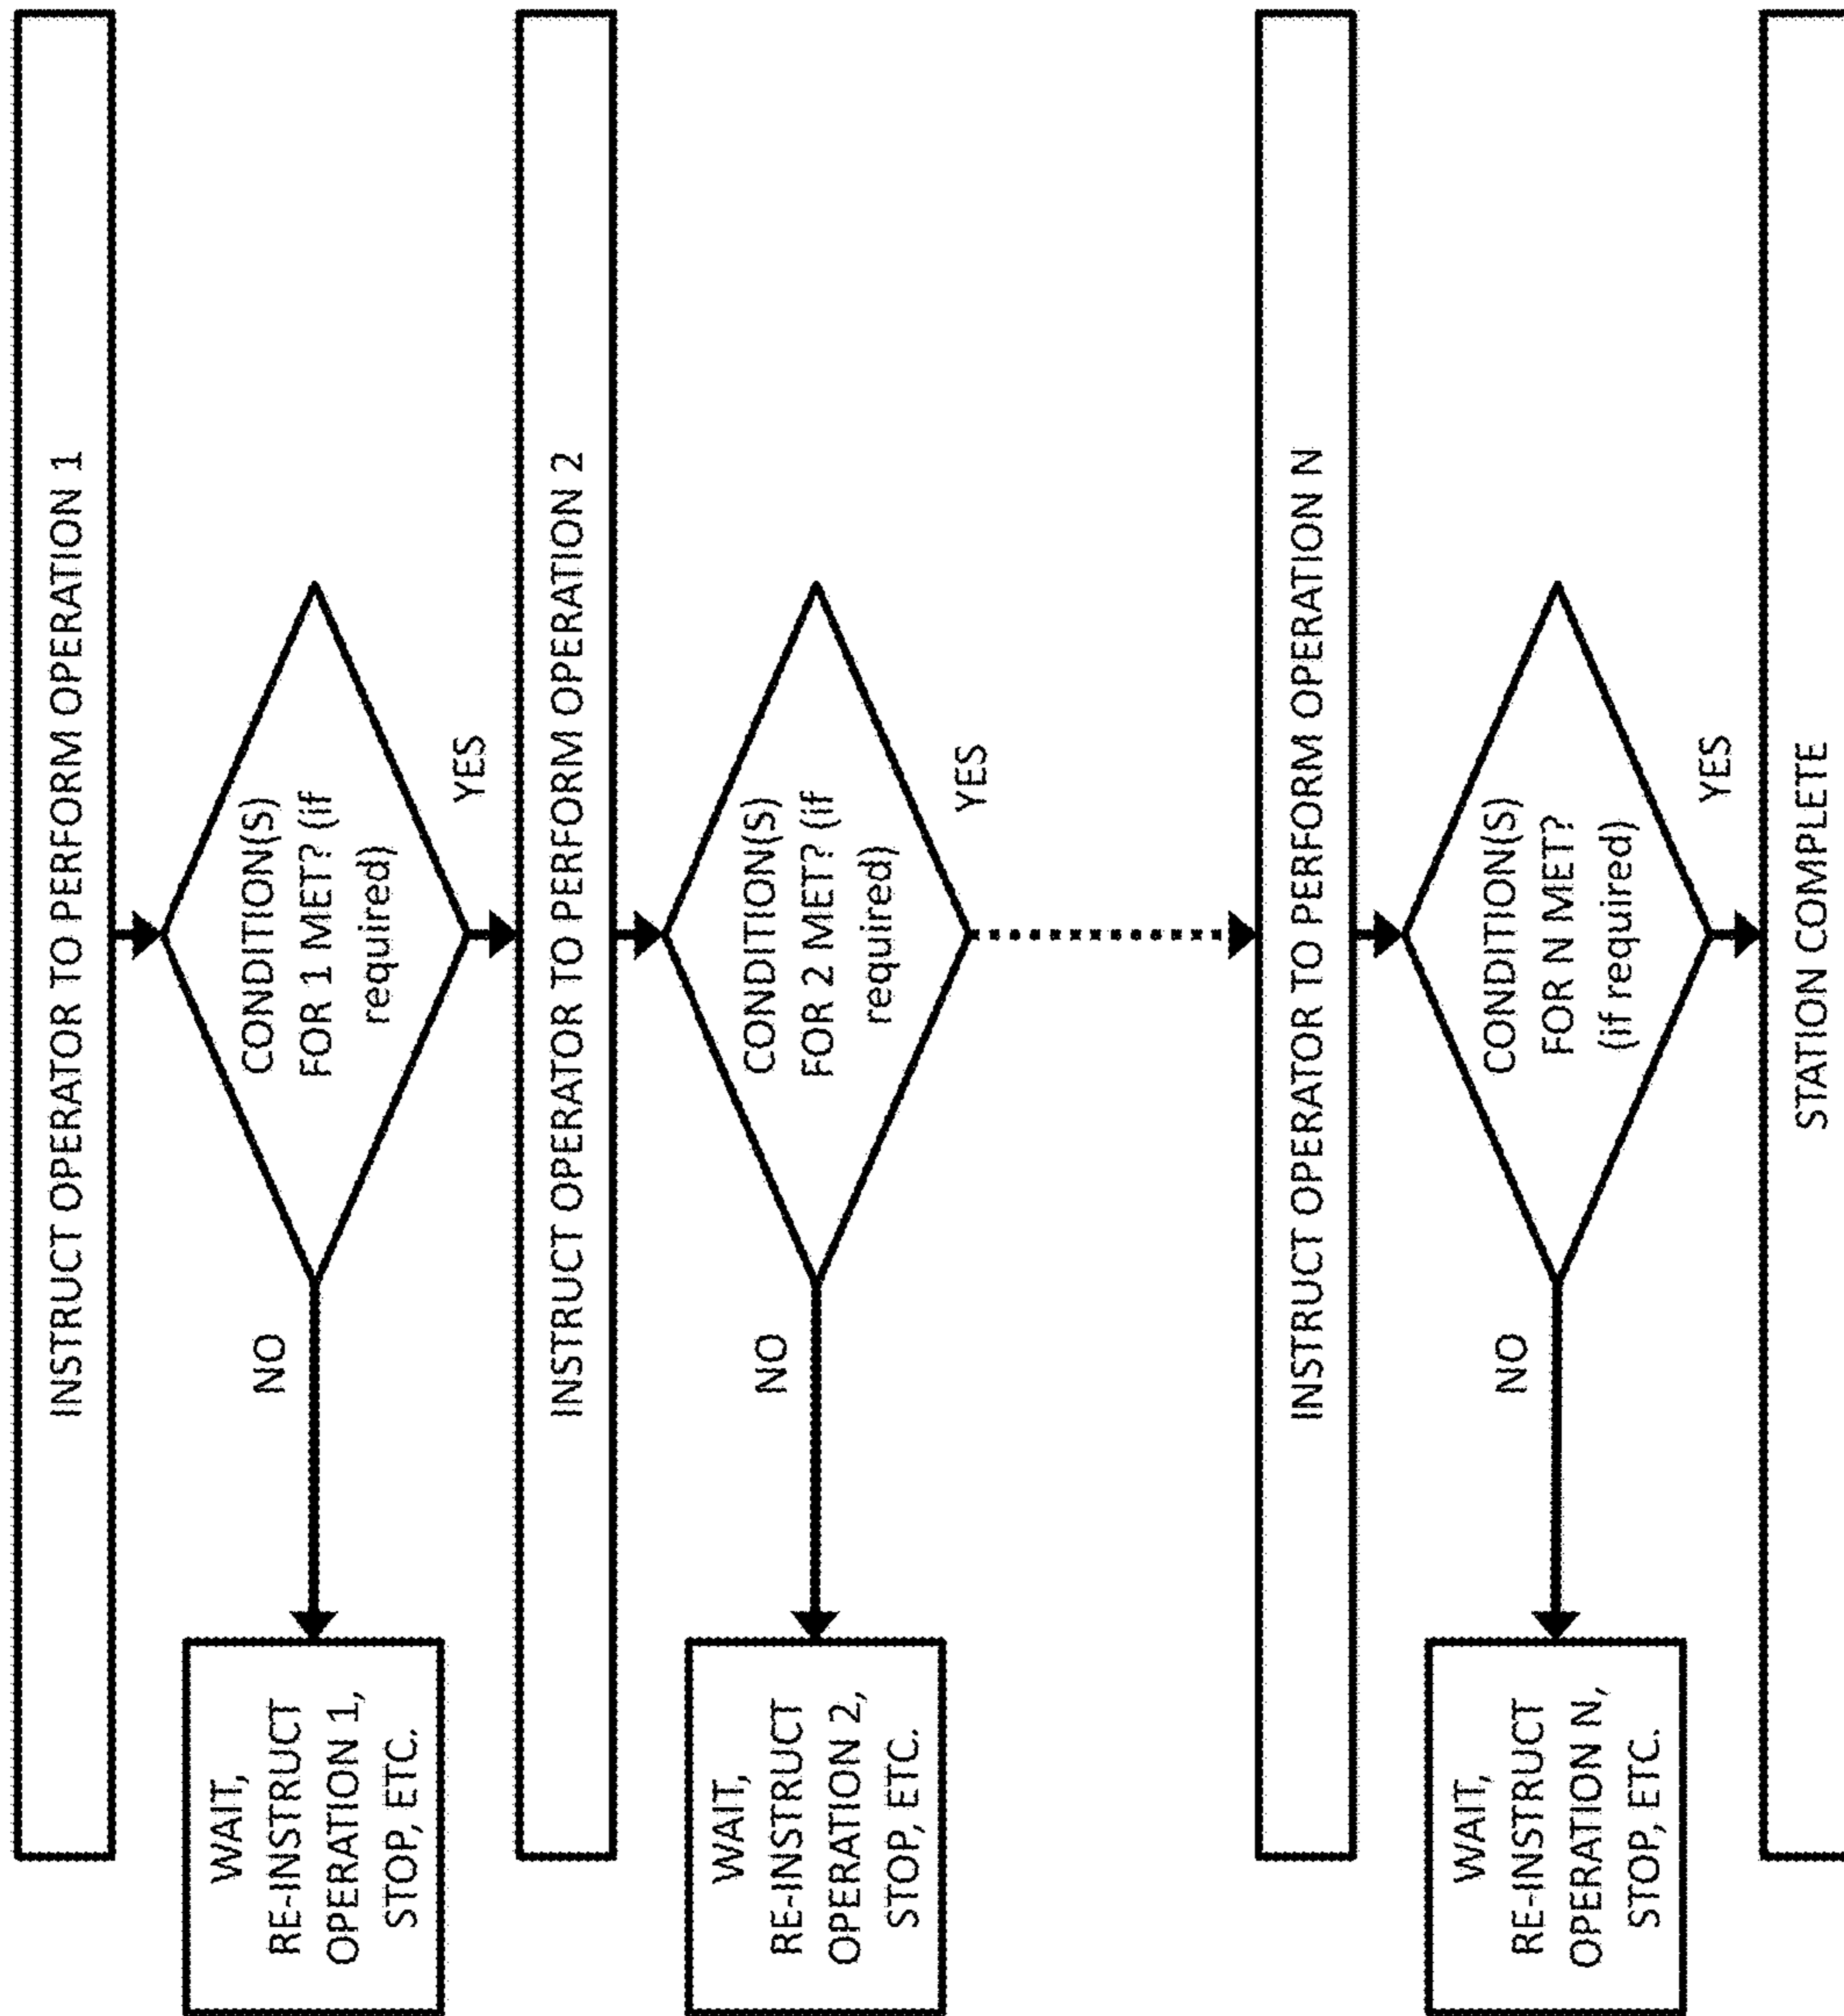 INSTRUCT OPERATOR TO PERFORM OPERATION 1
CONDITION(S)
FOR 1 MET? (if
required)
NO
YES
WAIT,
RE-INSTRUCT
OPERATION 1,
STOP, ETC.
INSTRUCT OPERATOR TO PERFORM OPERATION 2
CONDITION(S)
FOR 2 MET? (if
required)
NO
YES
WAIT,
RE-INSTRUCT
OPERATION 2,
STOP, ETC.
INSTRUCT OPERATOR TO PERFORM OPERATION N
CONDITION(S)
FOR N MET?
(if required)
NO
YES
WAIT,
RE-INSTRUCT
OPERATION N,
STOP, ETC.
STATION COMPLETE